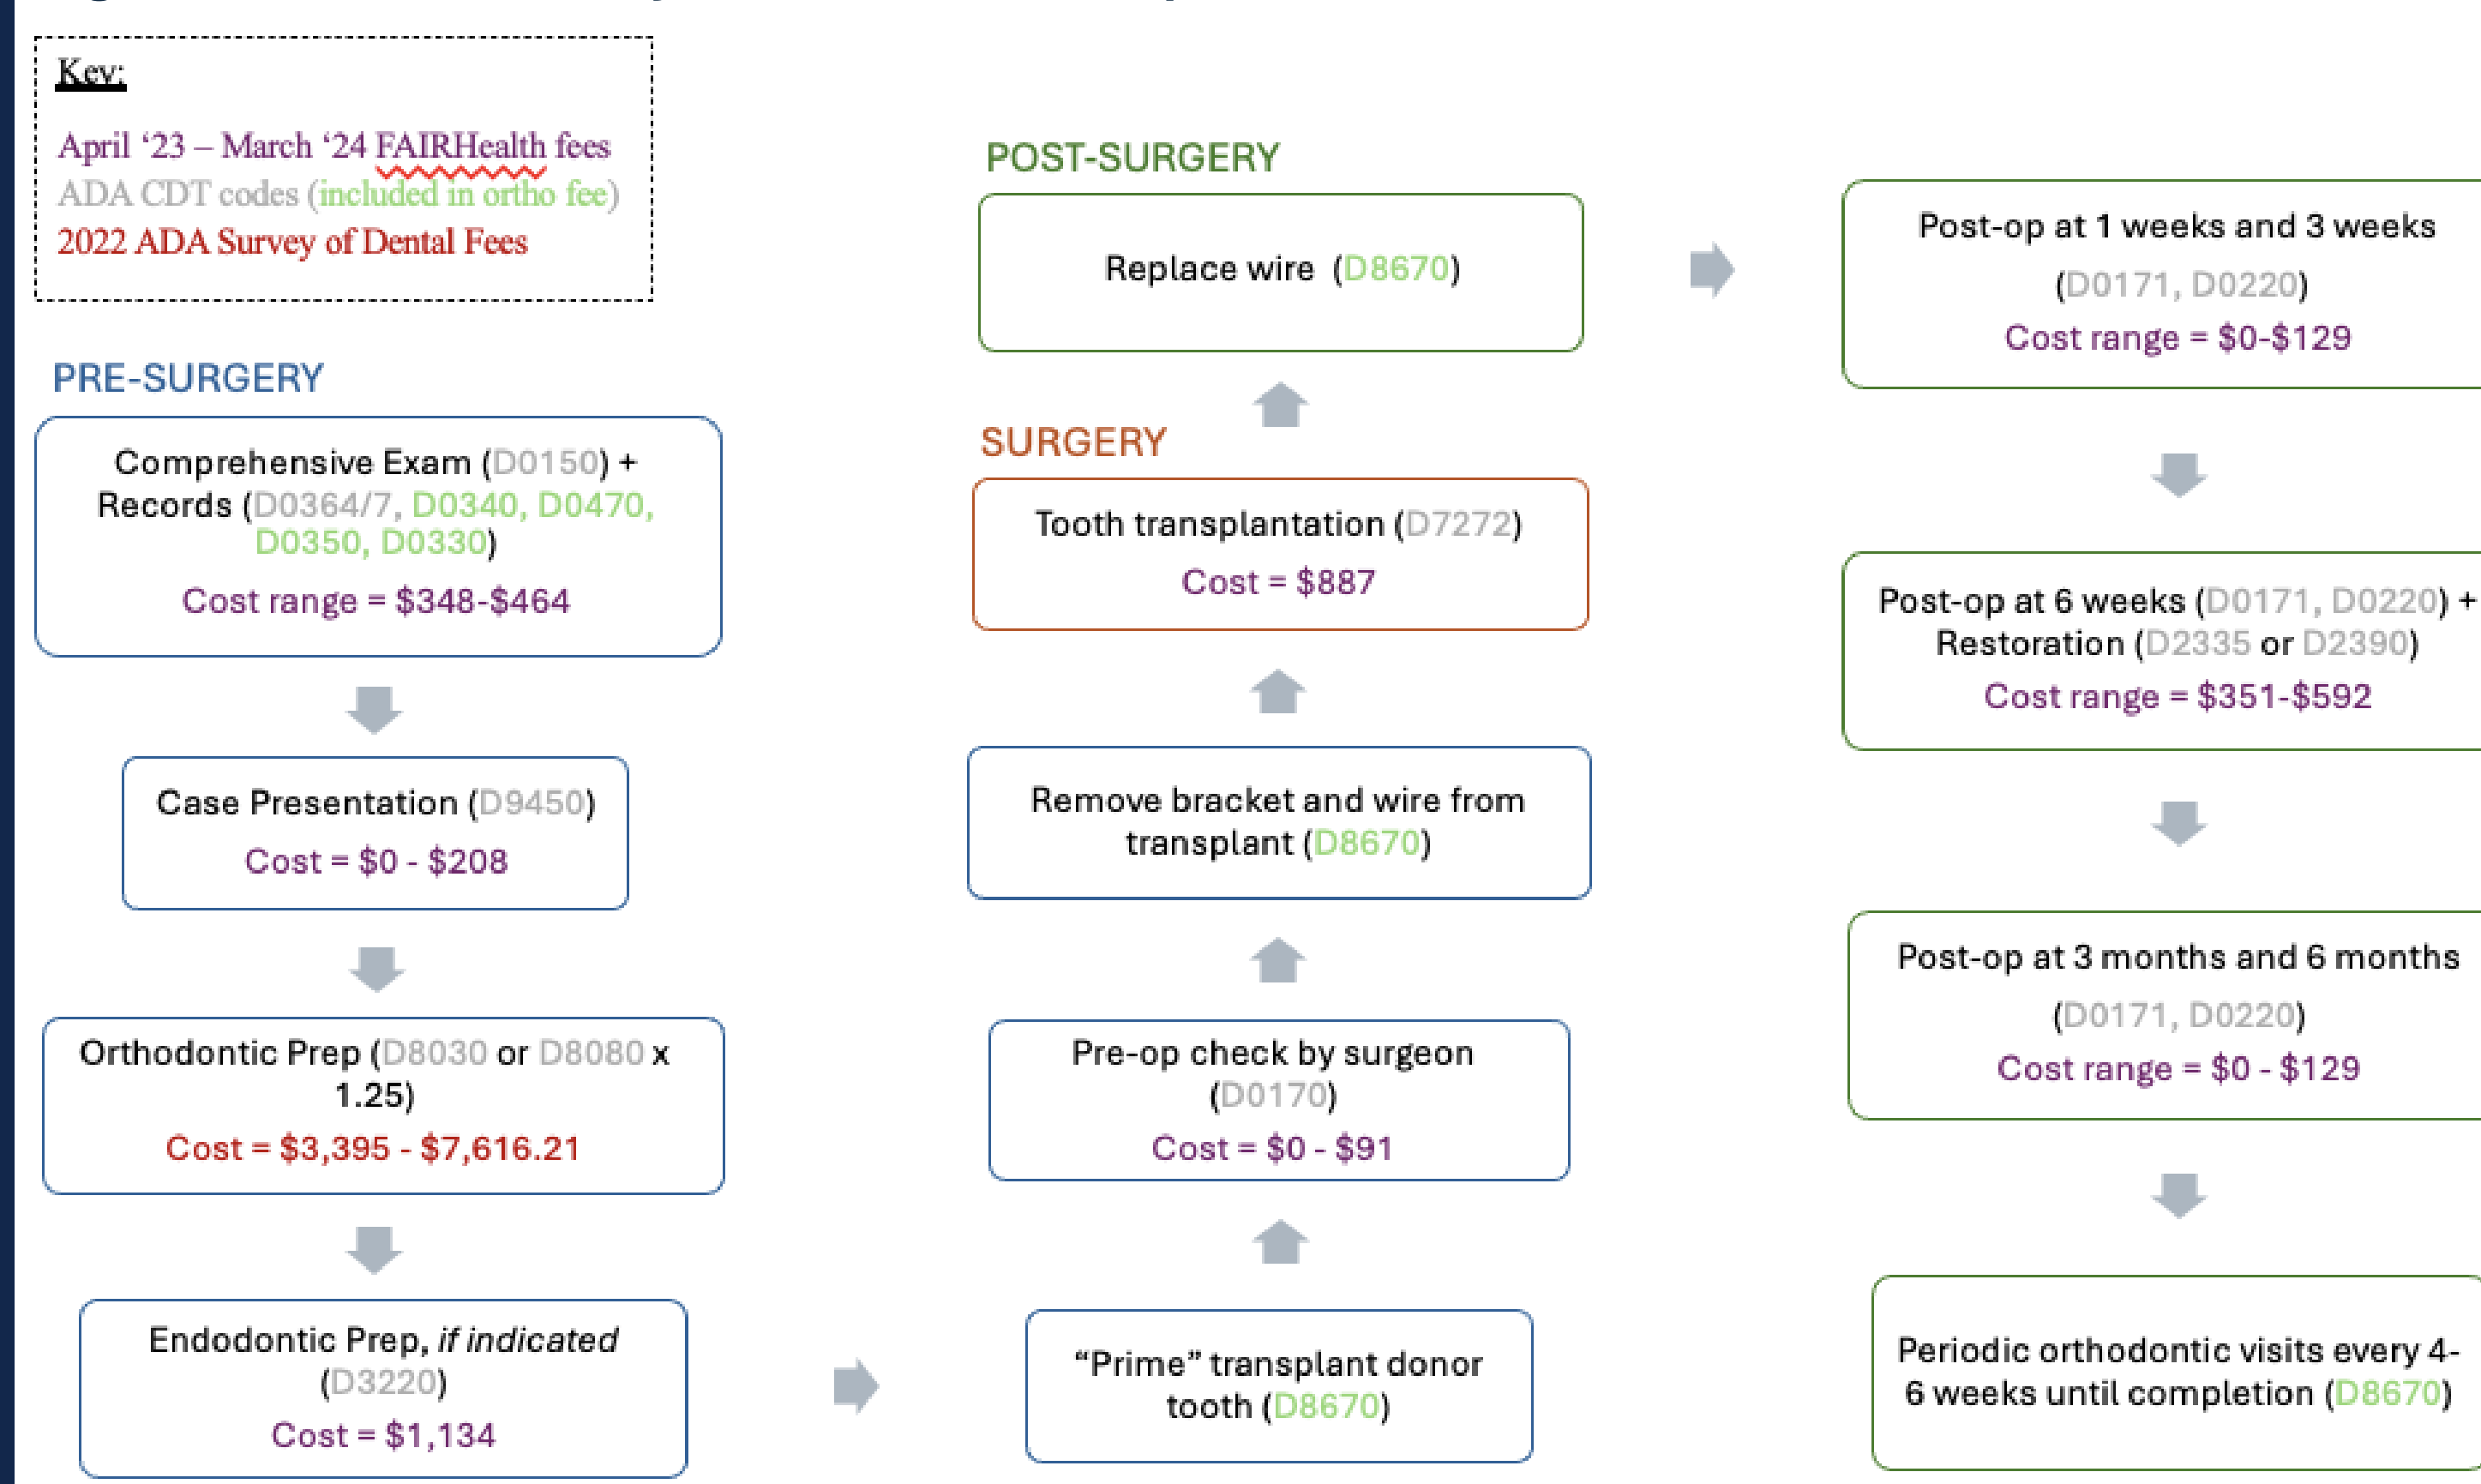 Key:
April ‘23 – March ‘24 FAIRHealth fees
ADA CDT codes (included in ortho fee)
2022 ADA Survey of Dental Fees
PRE-SURGERY
Comprehensive Exam (D0150) +
Records (D0364/7, D0340, D0470,
D0350, D0330)
Cost range = $348-$464
Case Presentation (D9450)
Cost = $0 - $208
Orthodontic Prep (D8030 or D8080 x
1.25)
Cost = $3,395 - $7,616.21
Endodontic Prep, if indicated
(D3220)
Cost = $1,134
“Prime” transplant donor
tooth (D8670)
Pre-op check by surgeon
(D0170)
Cost = $0 - $91
Remove bracket and wire from
transplant (D8670)
SURGERY
Tooth transplantation (D7272)
Cost = $887
POST-SURGERY
Replace wire (D8670)
Post-op at 1 weeks and 3 weeks
(D0171, D0220)
Cost range = $0-$129
Post-op at 6 weeks (D0171, D0220) +
Restoration (D2335 or D2390)
Cost range = $351-$592
Post-op at 3 months and 6 months
(D0171, D0220)
Cost range = $0 - $129
Periodic orthodontic visits every 4-
6 weeks until completion (D8670)